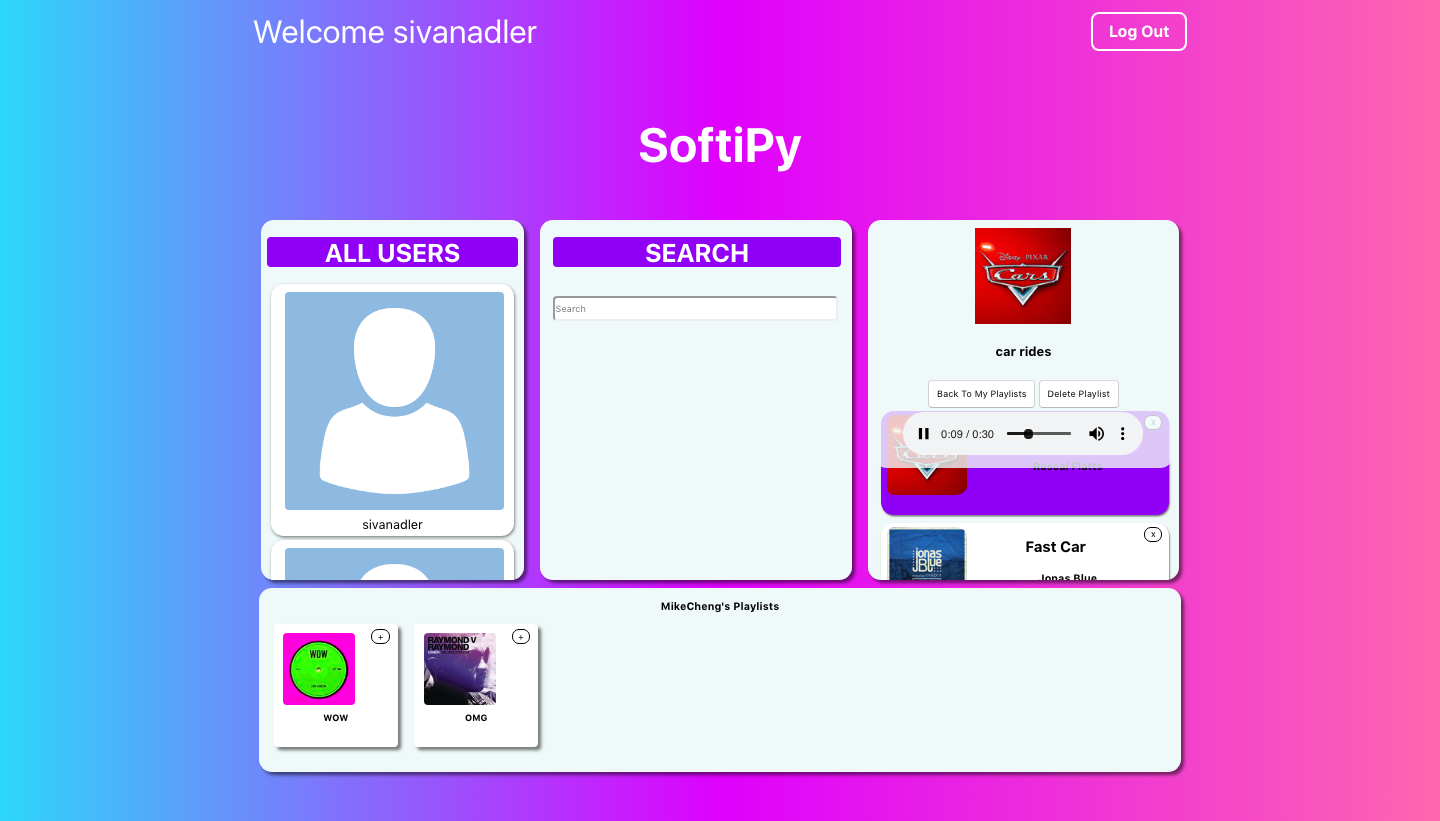 Welcome sivanadler
Log Out
SoftiPy
ALL USERS
sivanadler
SEARCH
Search
Disney PIXAR
Cars
car rides
Back To My Playlists
Delete Playlist
x
0:09 / 0:30
Rascal Flatts
x
Fast Car
Jonas Blue
jonas
BLue
MikeCheng's Playlists
+
WOW
WOW
+
RAYMOND V
RAYMOND
OMG